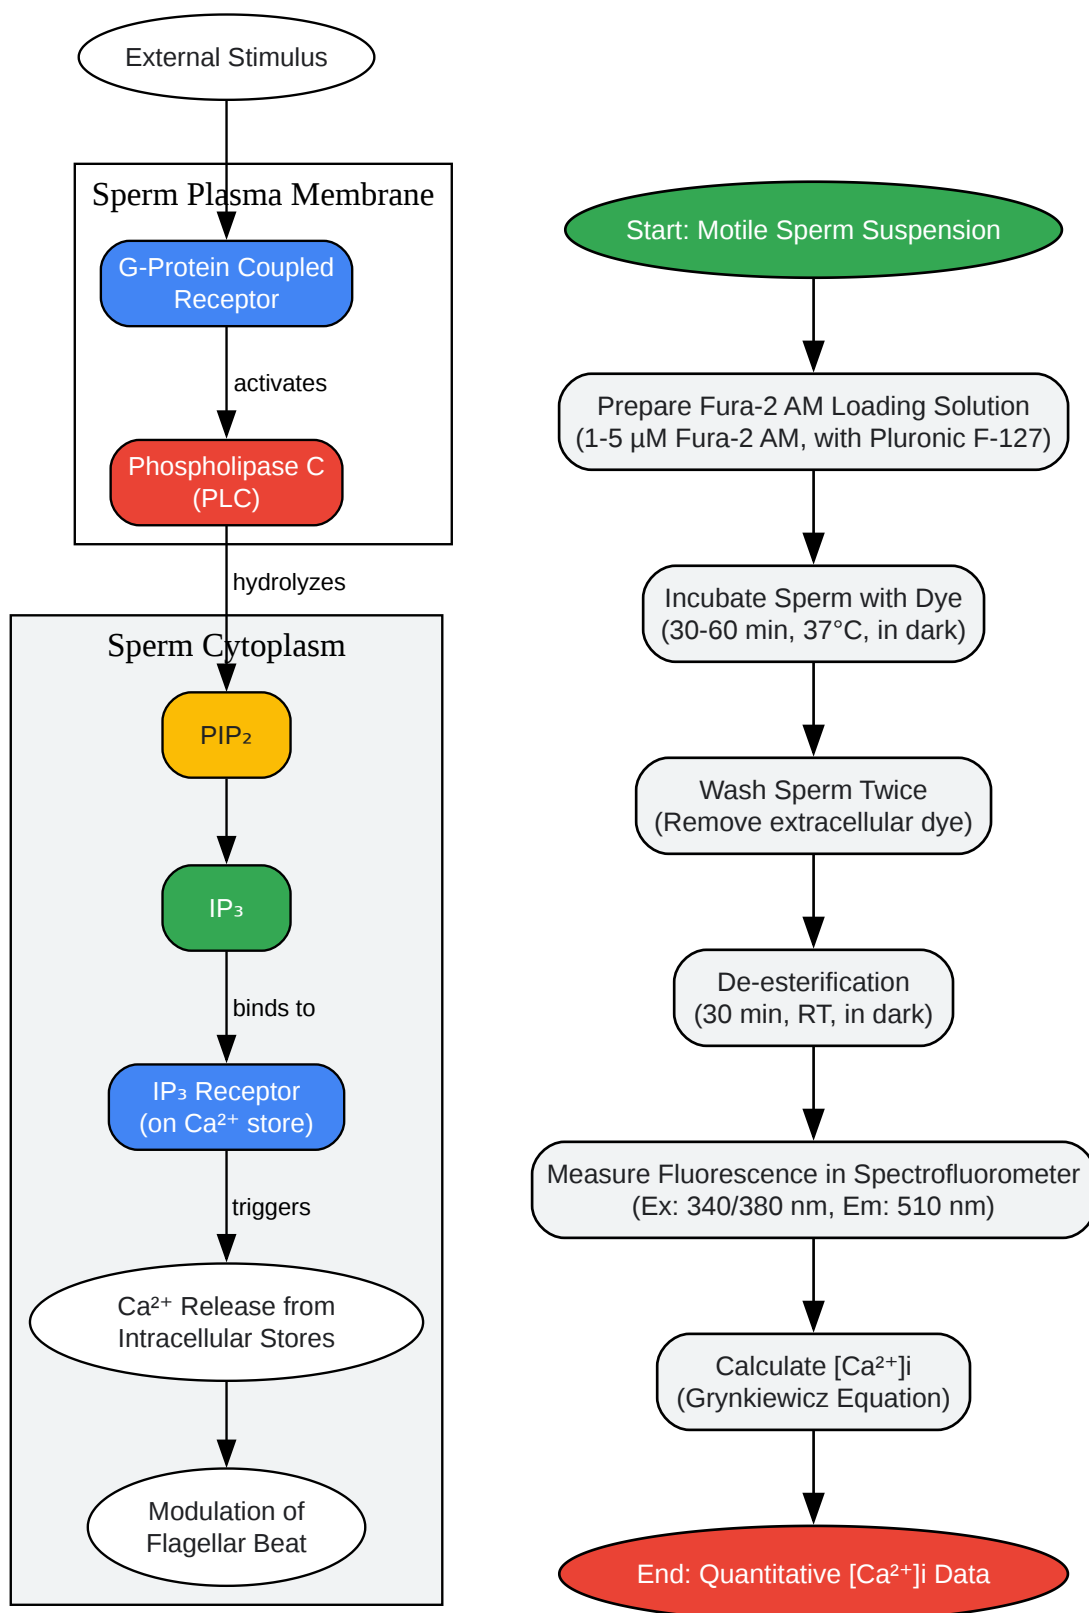 External Stimulus
Sperm Plasma Membrane
G-Protein Coupled
Receptor
activates
Phospholipase C
(PLC)
hydrolyzes
Sperm Cytoplasm
PIP₂
IP₃
binds to
IP₃ Receptor
(on Ca²⁺ store)
triggers
Ca²⁺ Release from
Intracellular Stores
Modulation of
Flagellar Beat
Start: Motile Sperm Suspension
Prepare Fura-2 AM Loading Solution
(1-5 µM Fura-2 AM, with Pluronic F-127)
Incubate Sperm with Dye
(30-60 min, 37°C, in dark)
Wash Sperm Twice
(Remove extracellular dye)
De-esterification
(30 min, RT, in dark)
Measure Fluorescence in Spectrofluorometer
(Ex: 340/380 nm, Em: 510 nm)
Calculate [Ca²⁺]i
(Grynkiewicz Equation)
End: Quantitative [Ca²⁺]i Data